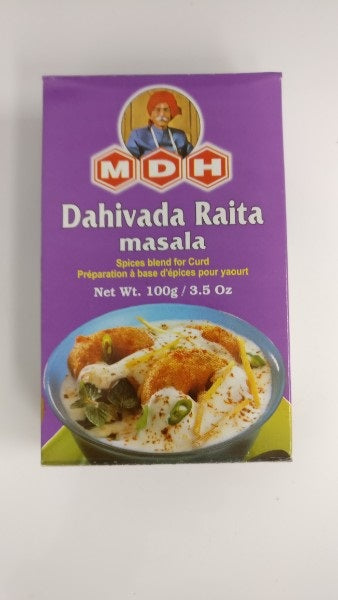 MDH
Dahivada Raita
masala
Spices blend for Curd
Préparation à base d'épices pour yaourt
Net Wt. 100g / 3.5 Oz